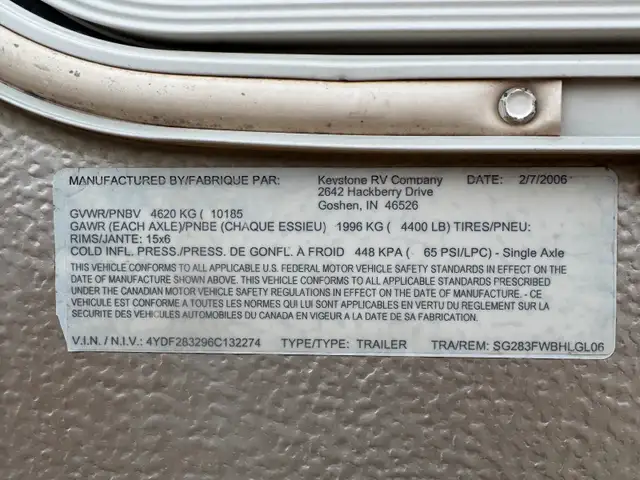 MANUFACTURED BY/FABRIQUE PAR: Keystone RV Company DATE: 2/7/2006
2642 Hackberry Drive
Goshen, IN 46526
GVWR/PNBV 4620 KG ( 10185
GAWR (EACH AXLE)/PNBE (CHAQUE ESSIEU) 1996 KG ( 4400 LB) TIRES/PNEU:
RIMS/JANTE: 15x6
COLD INFL. PRESS./PRESS. DE GONFL. À FROID 448 KPA ( 65 PSI/LPC) - Single Axle
THIS VEHICLE CONFORMS TO ALL APPLICABLE U.S. FEDERAL MOTOR VEHICLE SAFETY STANDARDS IN EFFECT ON THE
DATE OF MANUFACTURE SHOWN ABOVE. THIS VEHICLE CONFORMS TO ALL APPLICABLE STANDARDS PRESCRIBED
UNDER THE CANADIAN MOTOR VEHICLE SAFETY REGULATIONS IN EFFECT ON THE DATE OF MANUFACTURE. - CE
VEHICULE EST CONFORME A TOUTES LES NORMES QUI LUI SONT APPLICABLES EN VERTU DU REGLEMENT SUR LA
SECURITE DES VEHICULES AUTOMOBILES DU CANADA EN VIGEUR A LA DATE DE SA FABRICATION.
V.I.N. / N.I.V.: 4YDF283296C132274 TYPE/TYPE: TRAILER TRA/REM: SG283FWBHLGL06